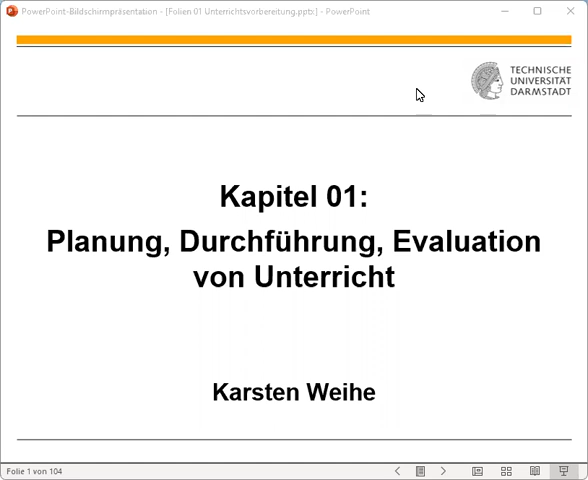 PowerPoint-Bildschirmpräsentation - [Folien 01 Unterrichtsvorbereitung.pptx] - PowerPoint
TECHNISCHE
UNIVERSITÄT
DARMSTADT
Kapitel 01:
Planung, Durchführung, Evaluation
von Unterricht
Karsten Weihe
Folie 1 von 104